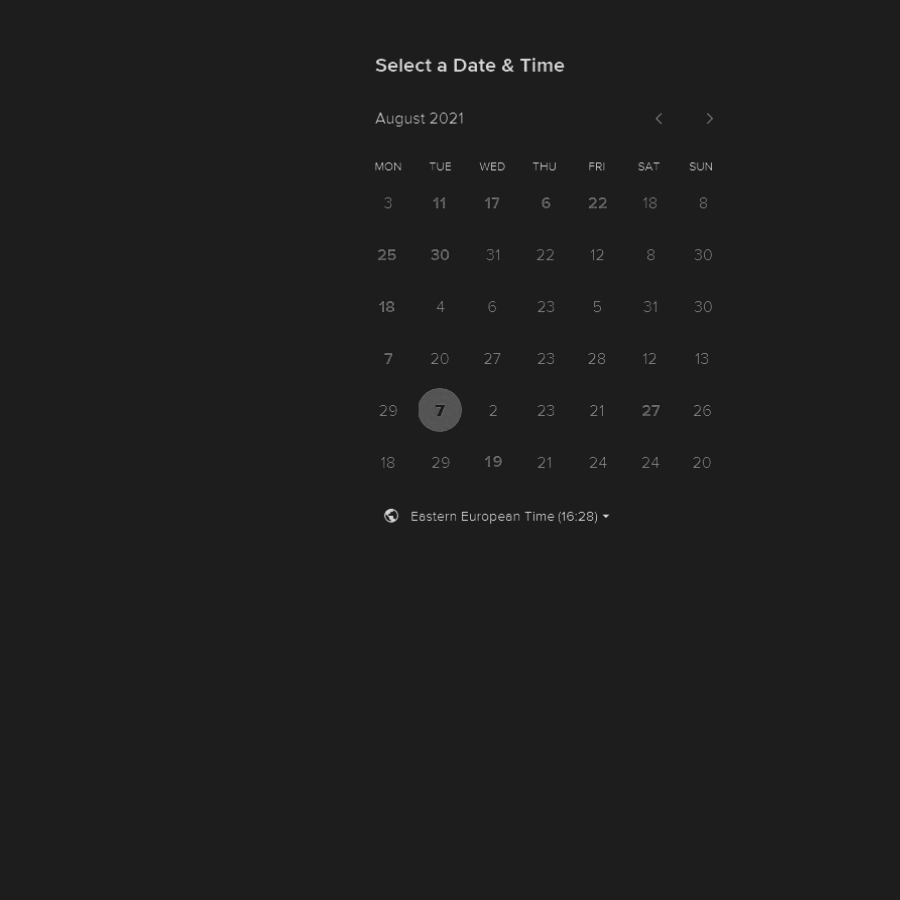 Select a Date & Time
August 2021
MON TUE WED THU FRI SAT SUN
3 11 17 6 22 18 8
25 30 31 22 12 8 30
18 4 6 23 5 31 30
7 20 27 23 28 12 13
29 7 2 23 21 27 26
18 29 19 21 24 24 20
Eastern European Time (16:28)